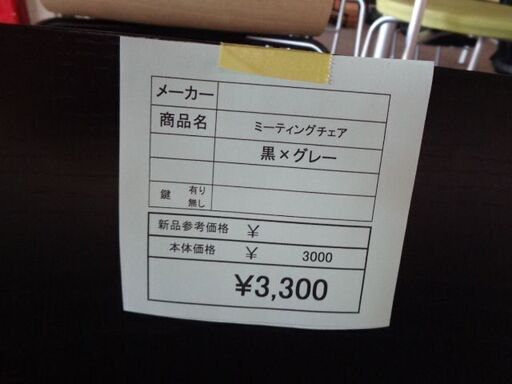 メーカー
商品名 ミーティングチェア
黒×グレー
鍵 有り
無し
新品参考価格 ¥
本体価格 ¥ 3000
¥3,300